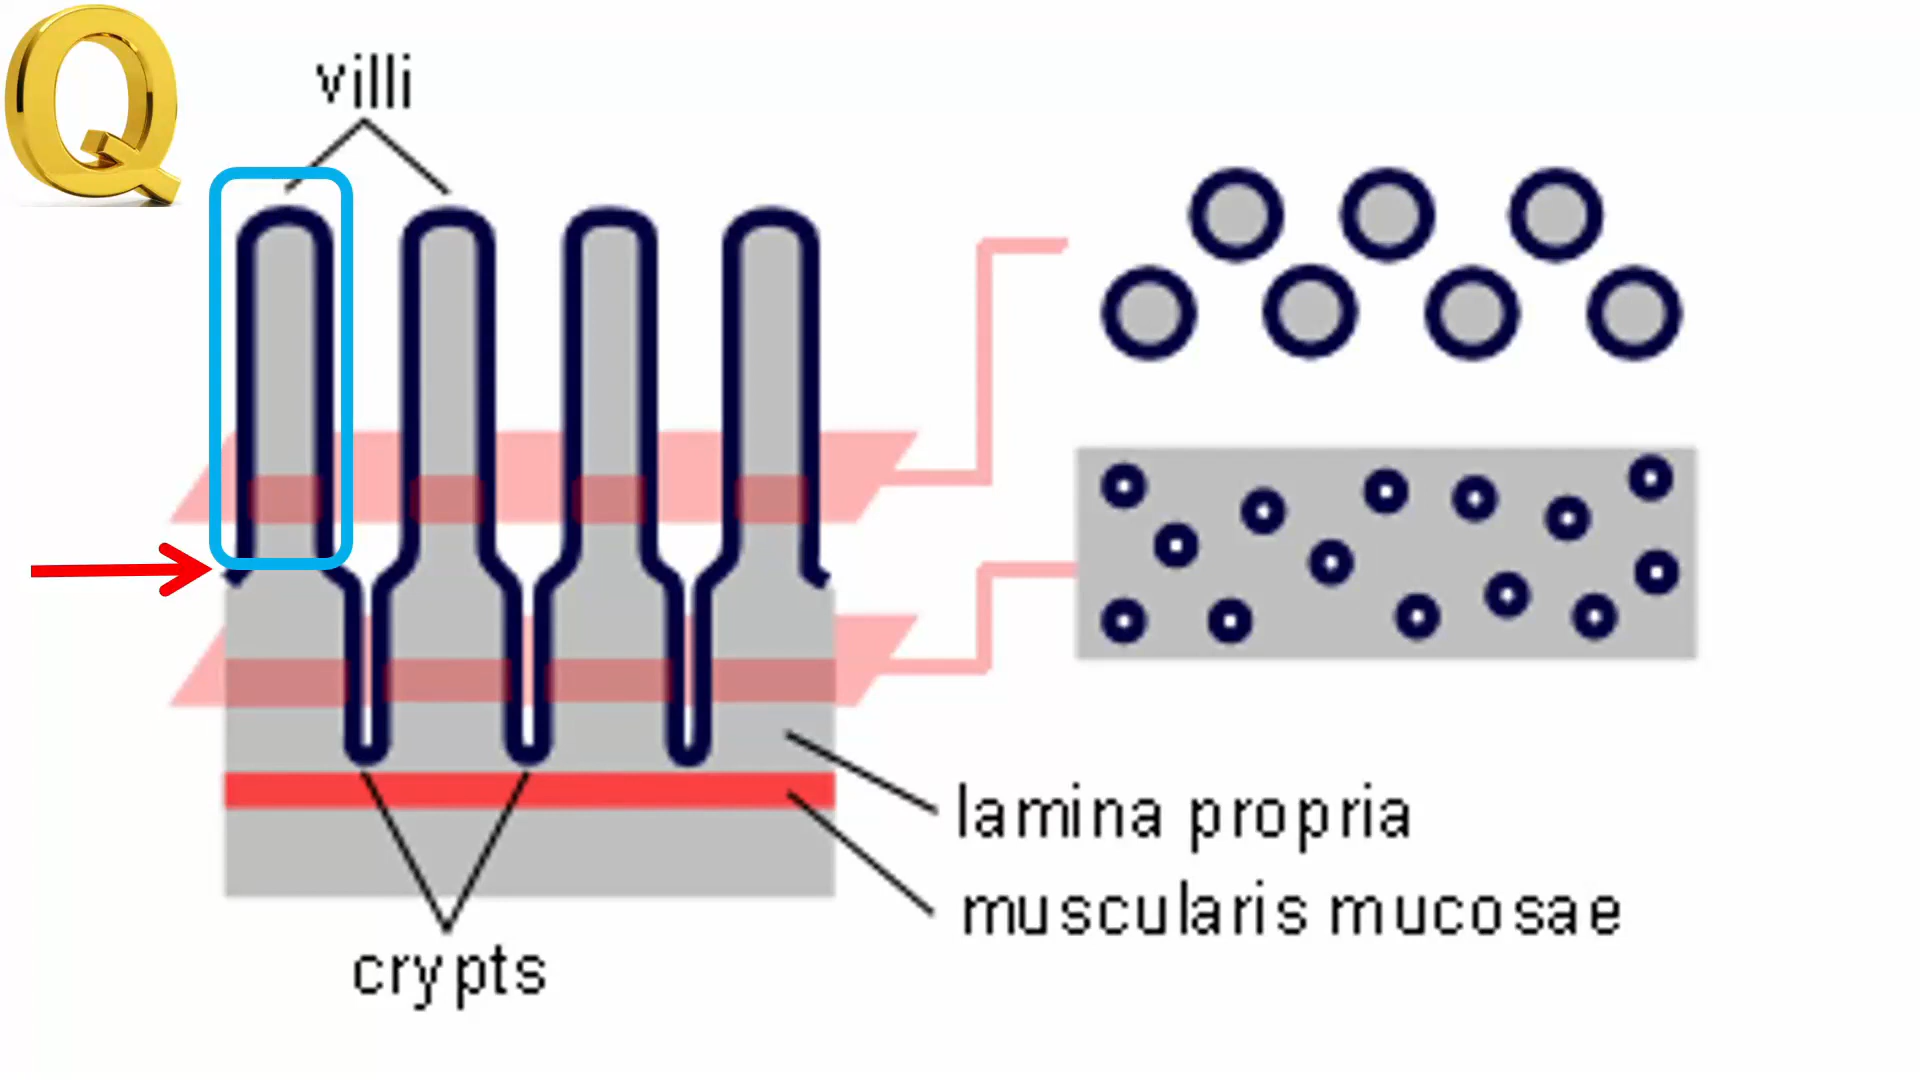 Q
villi
lamina propria
muscularis mucosae
crypts